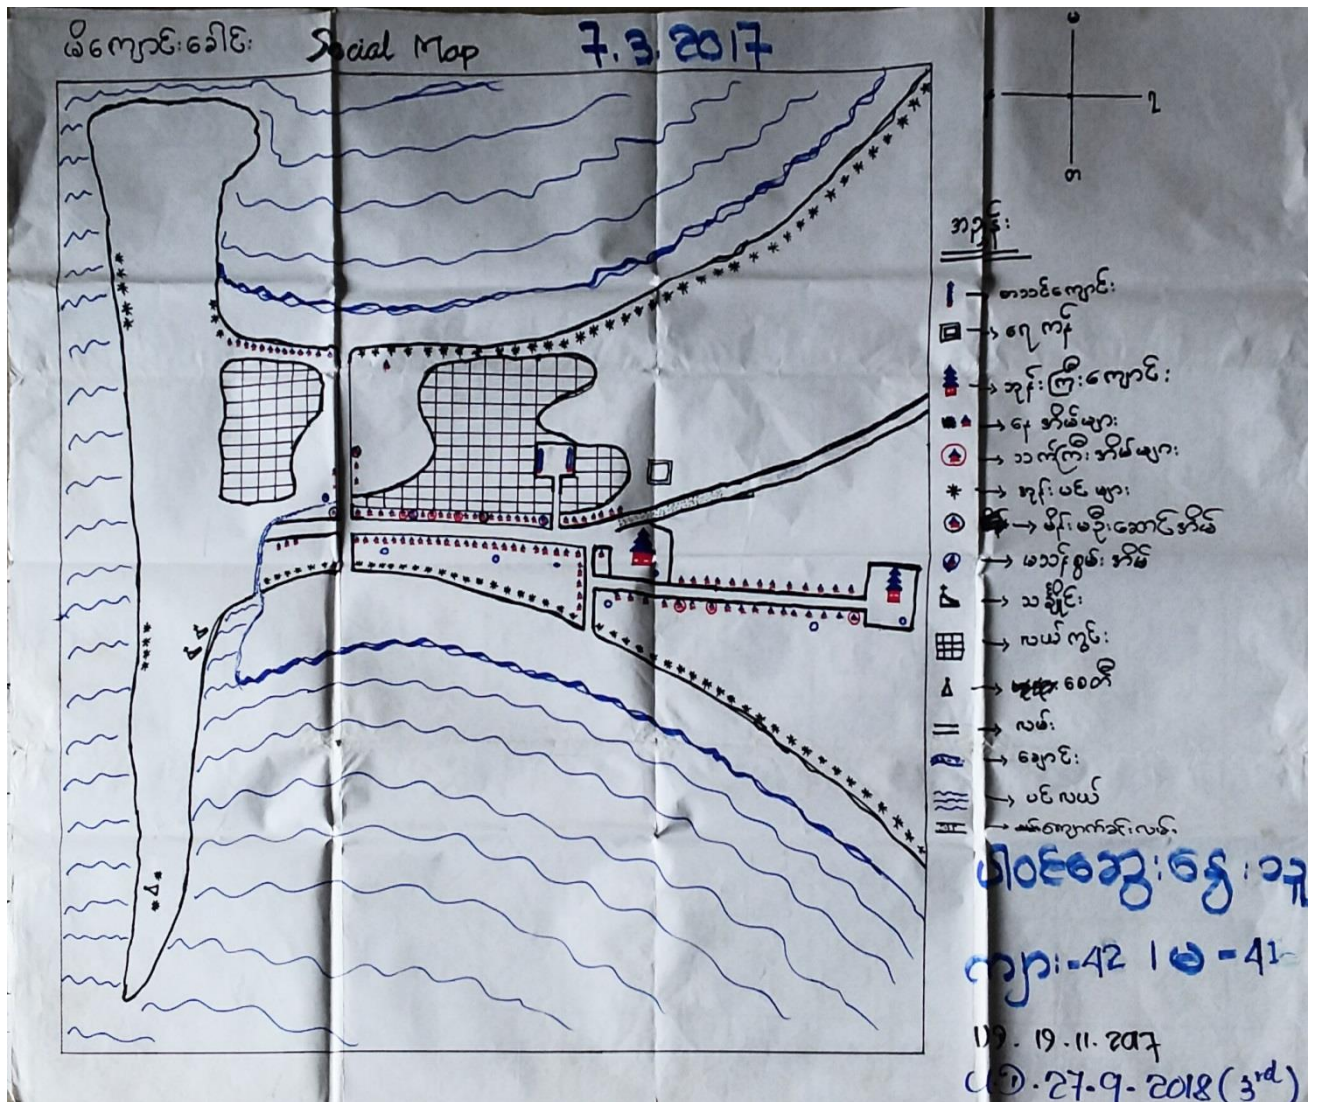 မိကျောင်းခေါင်း Social Map 7.3.2017
မ
ဲ့
တ
အညွှန်း
စာသင်ကျောင်း
ရေကန်
ဘုန်းကြီးကျောင်း
နေအိမ်များ
သက်ကြီးအိမ်များ
အုန်းပင်များ
မိန်းမဦးဆောင်အိမ်
မသန်စွမ်းအိမ်
သင်္ချိုင်း
လယ်ကွင်း
စေတီ
လမ်း
ချောင်း
ပင်လယ်
ကျောက်ခင်းလမ်း
ပါဝင်ဆွေးနွေးသူ
ကျား-42 | မ-41
19.11.2017
27-9-2018 (3rd)